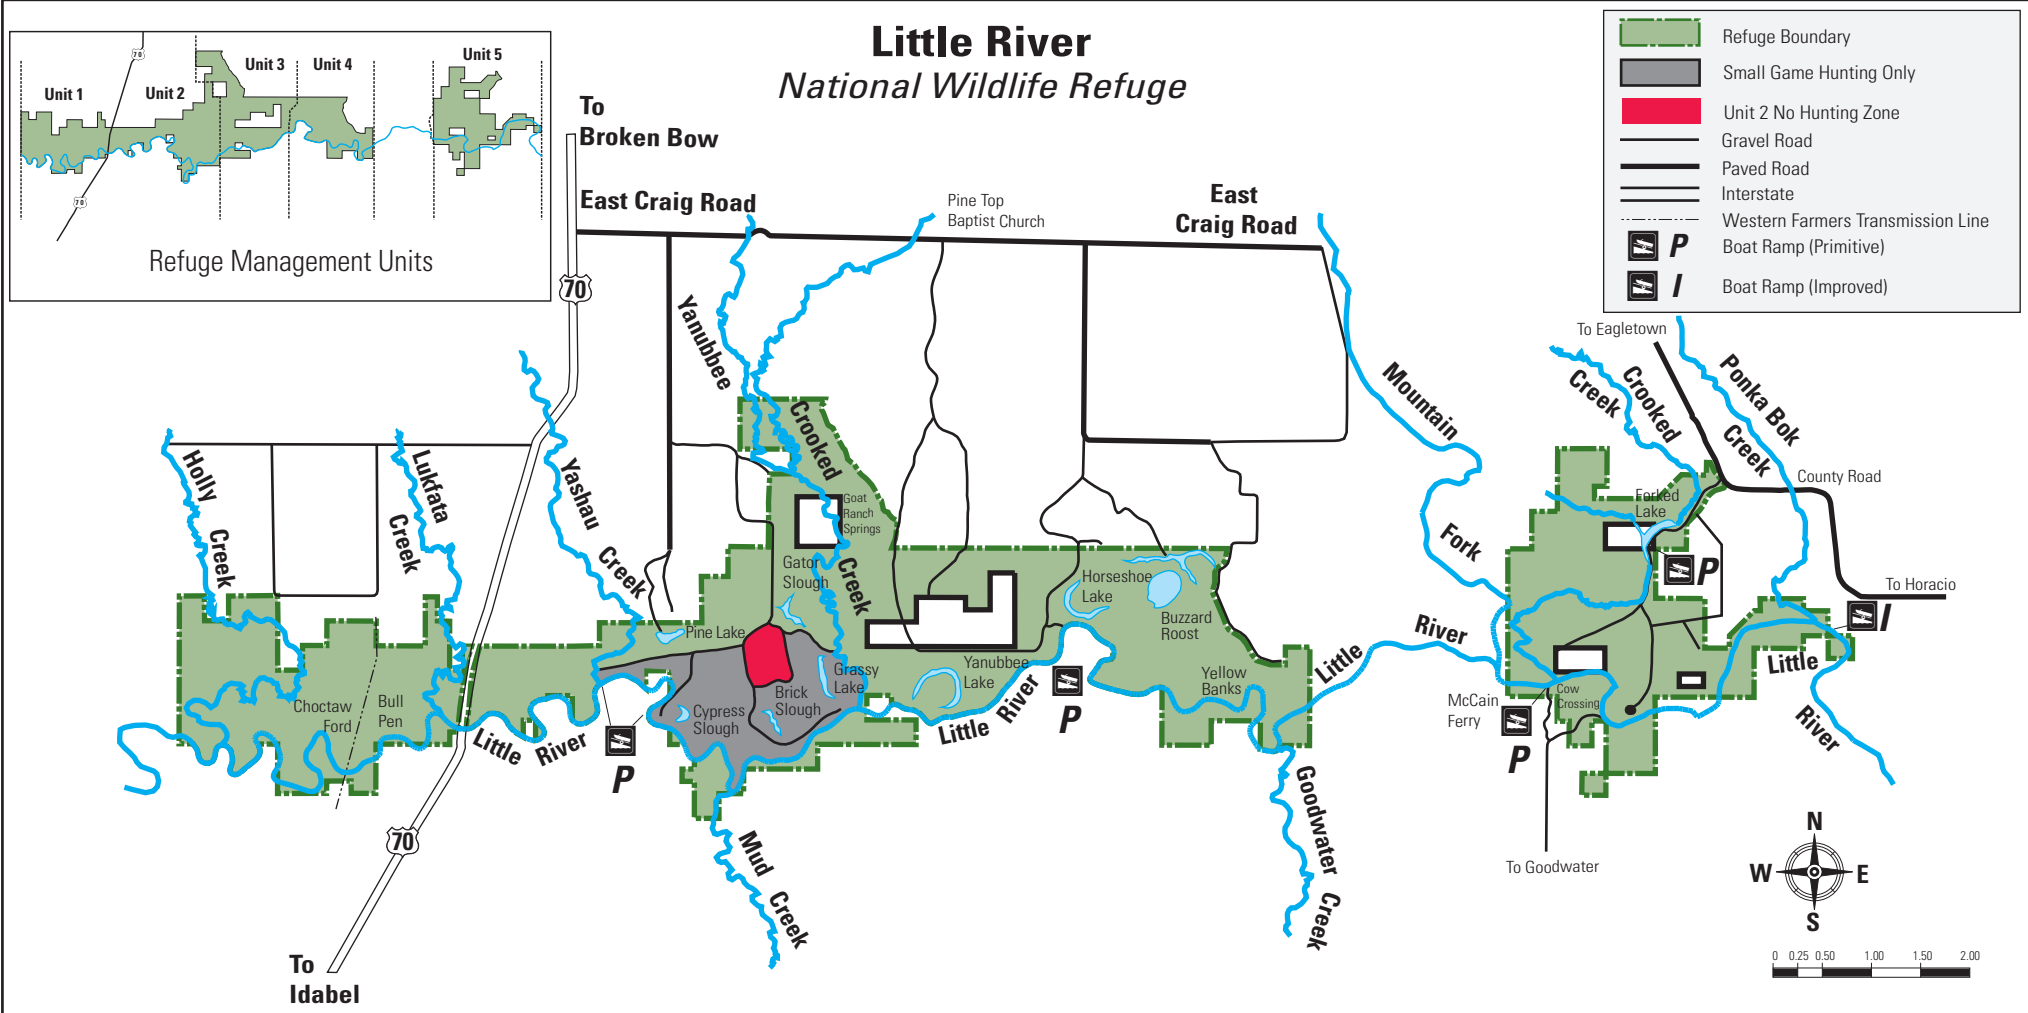 Little River
National Wildlife Refuge
Unit 1
Unit 2
Unit 3
Unit 4
Unit 5
70
70
Refuge Management Units
Refuge Boundary
Small Game Hunting Only
Unit 2 No Hunting Zone
Gravel Road
Paved Road
Interstate
Western Farmers Transmission Line
P
Boat Ramp (Primitive)
I
Boat Ramp (Improved)
To
Broken Bow
East Craig Road
Pine Top
Baptist Church
East
Craig Road
70
Yanubbee
Crooked
Creek
Mountain
Fork
To Eagletown
Crooked
Creek
Ponka Bok
Creek
County Road
To Horacio
Holly
Creek
Lukfata
Creek
Yashau
Creek
Goat
Ranch
Springs
Gator
Slough
Pine Lake
Horseshoe
Lake
Buzzard
Roost
Forked
Lake
P
I
Grassy
Lake
Yanubbee
Lake
Brick
Slough
Cypress
Slough
Yellow
Banks
Choctaw
Ford
Bull
Pen
Little
River
P
Little
River
P
Little
River
McCain
Ferry
P
Cow
Crossing
Little
River
70
Mud
Creek
Goodwater
Creek
To Goodwater
To
Idabel
N
W
E
S
0 0.25 0.50 1.00 1.50 2.00